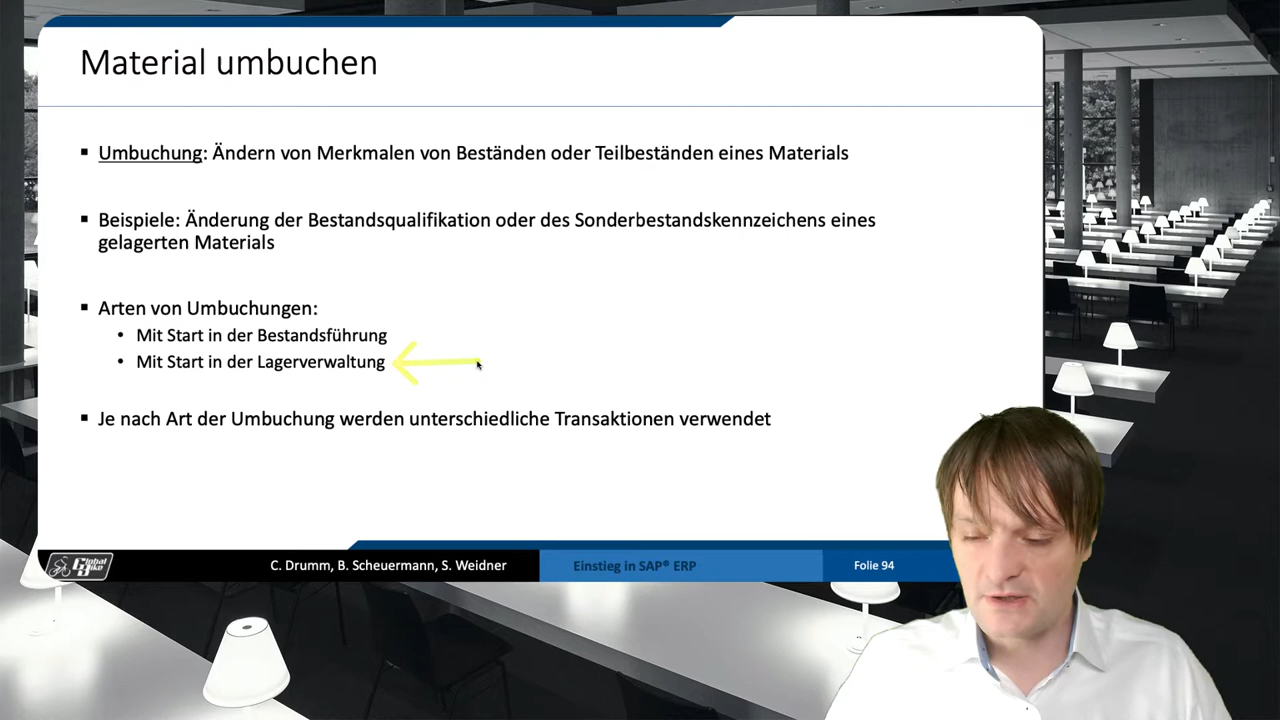 Material umbuchen
▪ Umbuchung: Ändern von Merkmalen von Beständen oder Teilbeständen eines Materials
▪ Beispiele: Änderung der Bestandsqualifikation oder des Sonderbestandskennzeichens eines
gelagerten Materials
▪ Arten von Umbuchungen:
• Mit Start in der Bestandsführung
• Mit Start in der Lagerverwaltung
▪ Je nach Art der Umbuchung werden unterschiedliche Transaktionen verwendet
Global Bike
C. Drumm, B. Scheuermann, S. Weidner
Einstieg in SAP® ERP
Folie 94